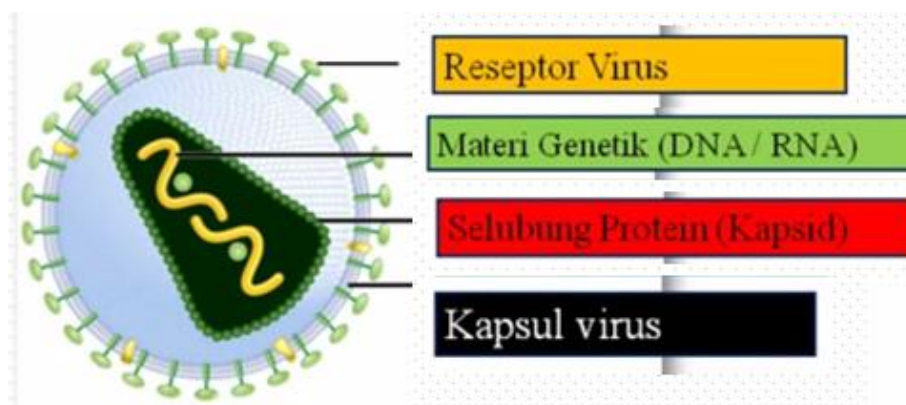 Reseptor Virus
Materi Genetik (DNA / RNA)
Selubung Protein (Kapsid)
Kapsul virus